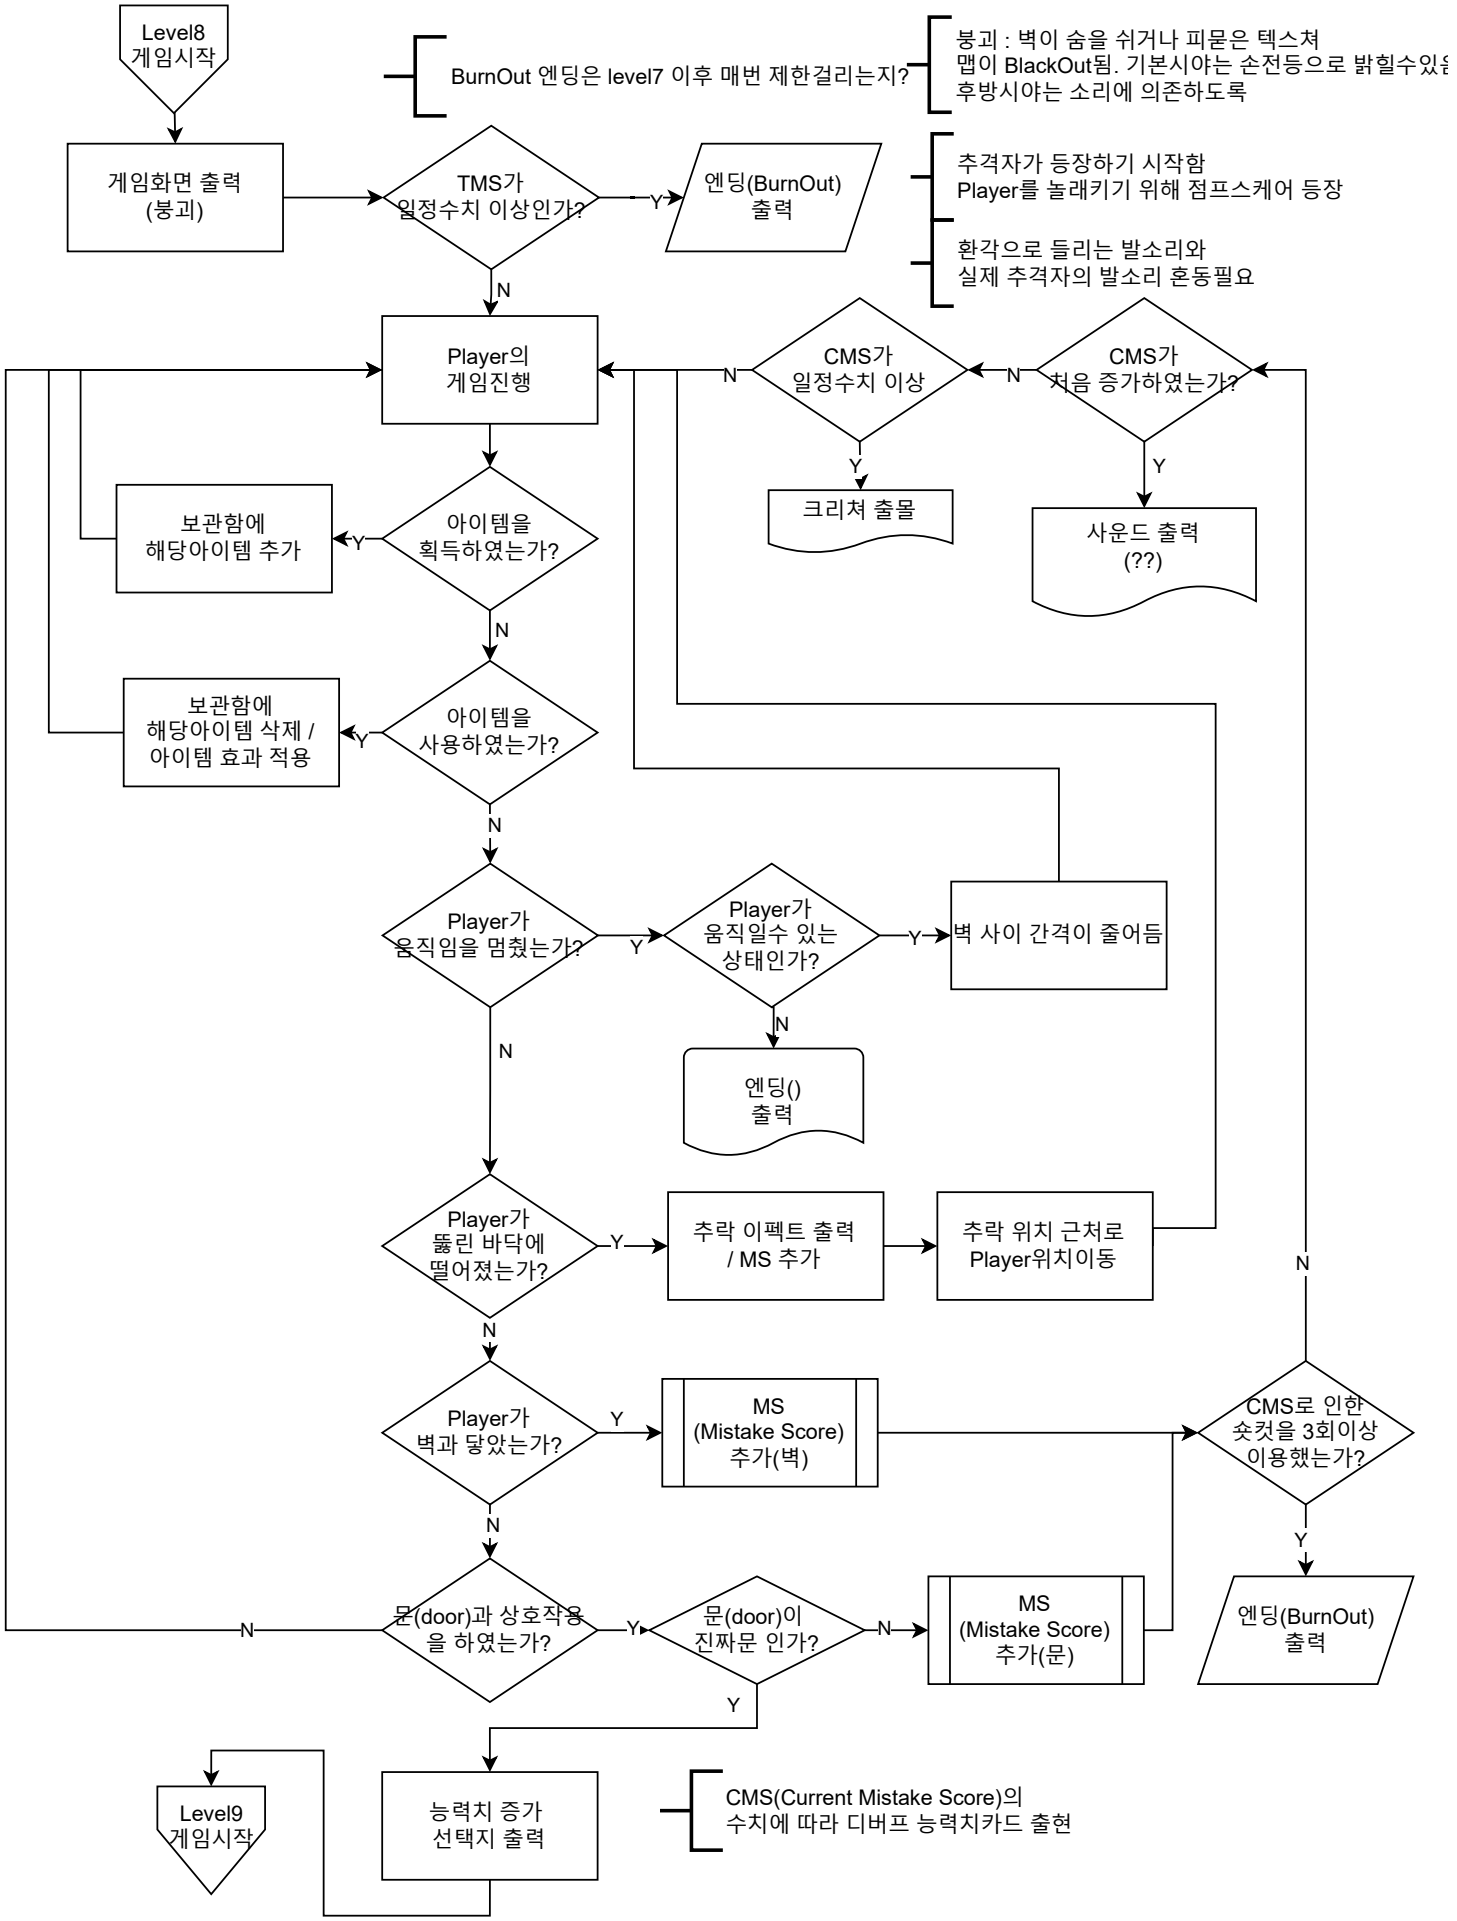 Level8
게임시작
BurnOut 엔딩은 level7 이후 매번 제한걸리는지?
붕괴 : 벽이 숨을 쉬거나 피묻은 텍스쳐
맵이 BlackOut됨. 기본시야는 손전등으로 밝힐수있음
후방시야는 소리에 의존하도록
게임화면 출력
(붕괴)
TMS가
일정수치 이상인가?
Y
엔딩(BurnOut)
출력
추격자가 등장하기 시작함
Player를 놀래키기 위해 점프스케어 등장
환각으로 들리는 발소리와
실제 추격자의 발소리 혼동필요
N
Player의
게임진행
N
CMS가
일정수치 이상
N
CMS가
처음 증가하였는가?
Y
크리쳐 출몰
Y
사운드 출력
(??)
보관함에
해당아이템 추가
Y
아이템을
획득하였는가?
N
보관함에
해당아이템 삭제 /
아이템 효과 적용
Y
아이템을
사용하였는가?
N
Player가
움직임을 멈췄는가?
Y
Player가
움직일수 있는
상태인가?
Y
벽 사이 간격이 줄어듬
N
엔딩()
출력
N
Player가
뚫린 바닥에
떨어졌는가?
Y
추락 이펙트 출력
/ MS 추가
추락 위치 근처로
Player위치이동
N
N
Player가
벽과 닿았는가?
Y
MS
(Mistake Score)
추가(벽)
CMS로 인한
숏컷을 3회이상
이용했는가?
N
Y
N
문(door)과 상호작용
을 하였는가?
Y
문(door)이
진짜문 인가?
N
MS
(Mistake Score)
추가(문)
엔딩(BurnOut)
출력
Y
Level9
게임시작
능력치 증가
선택지 출력
CMS(Current Mistake Score)의
수치에 따라 디버프 능력치카드 출현